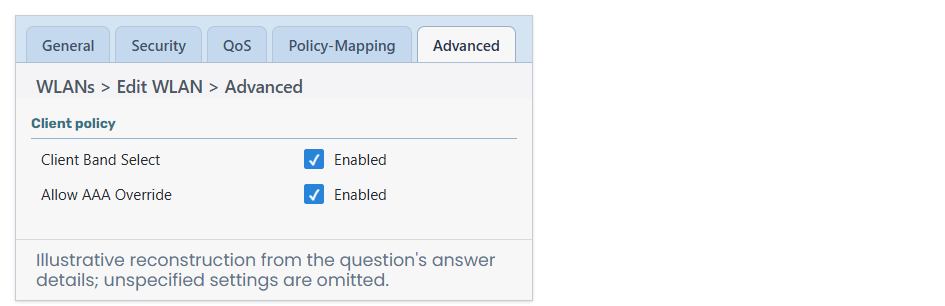 General Security QoS Policy-Mapping Advanced
WLANs > Edit WLAN > Advanced
Client policy
Client Band Select Enabled
Allow AAA Override Enabled
Illustrative reconstruction from the question's answer
details; unspecified settings are omitted.